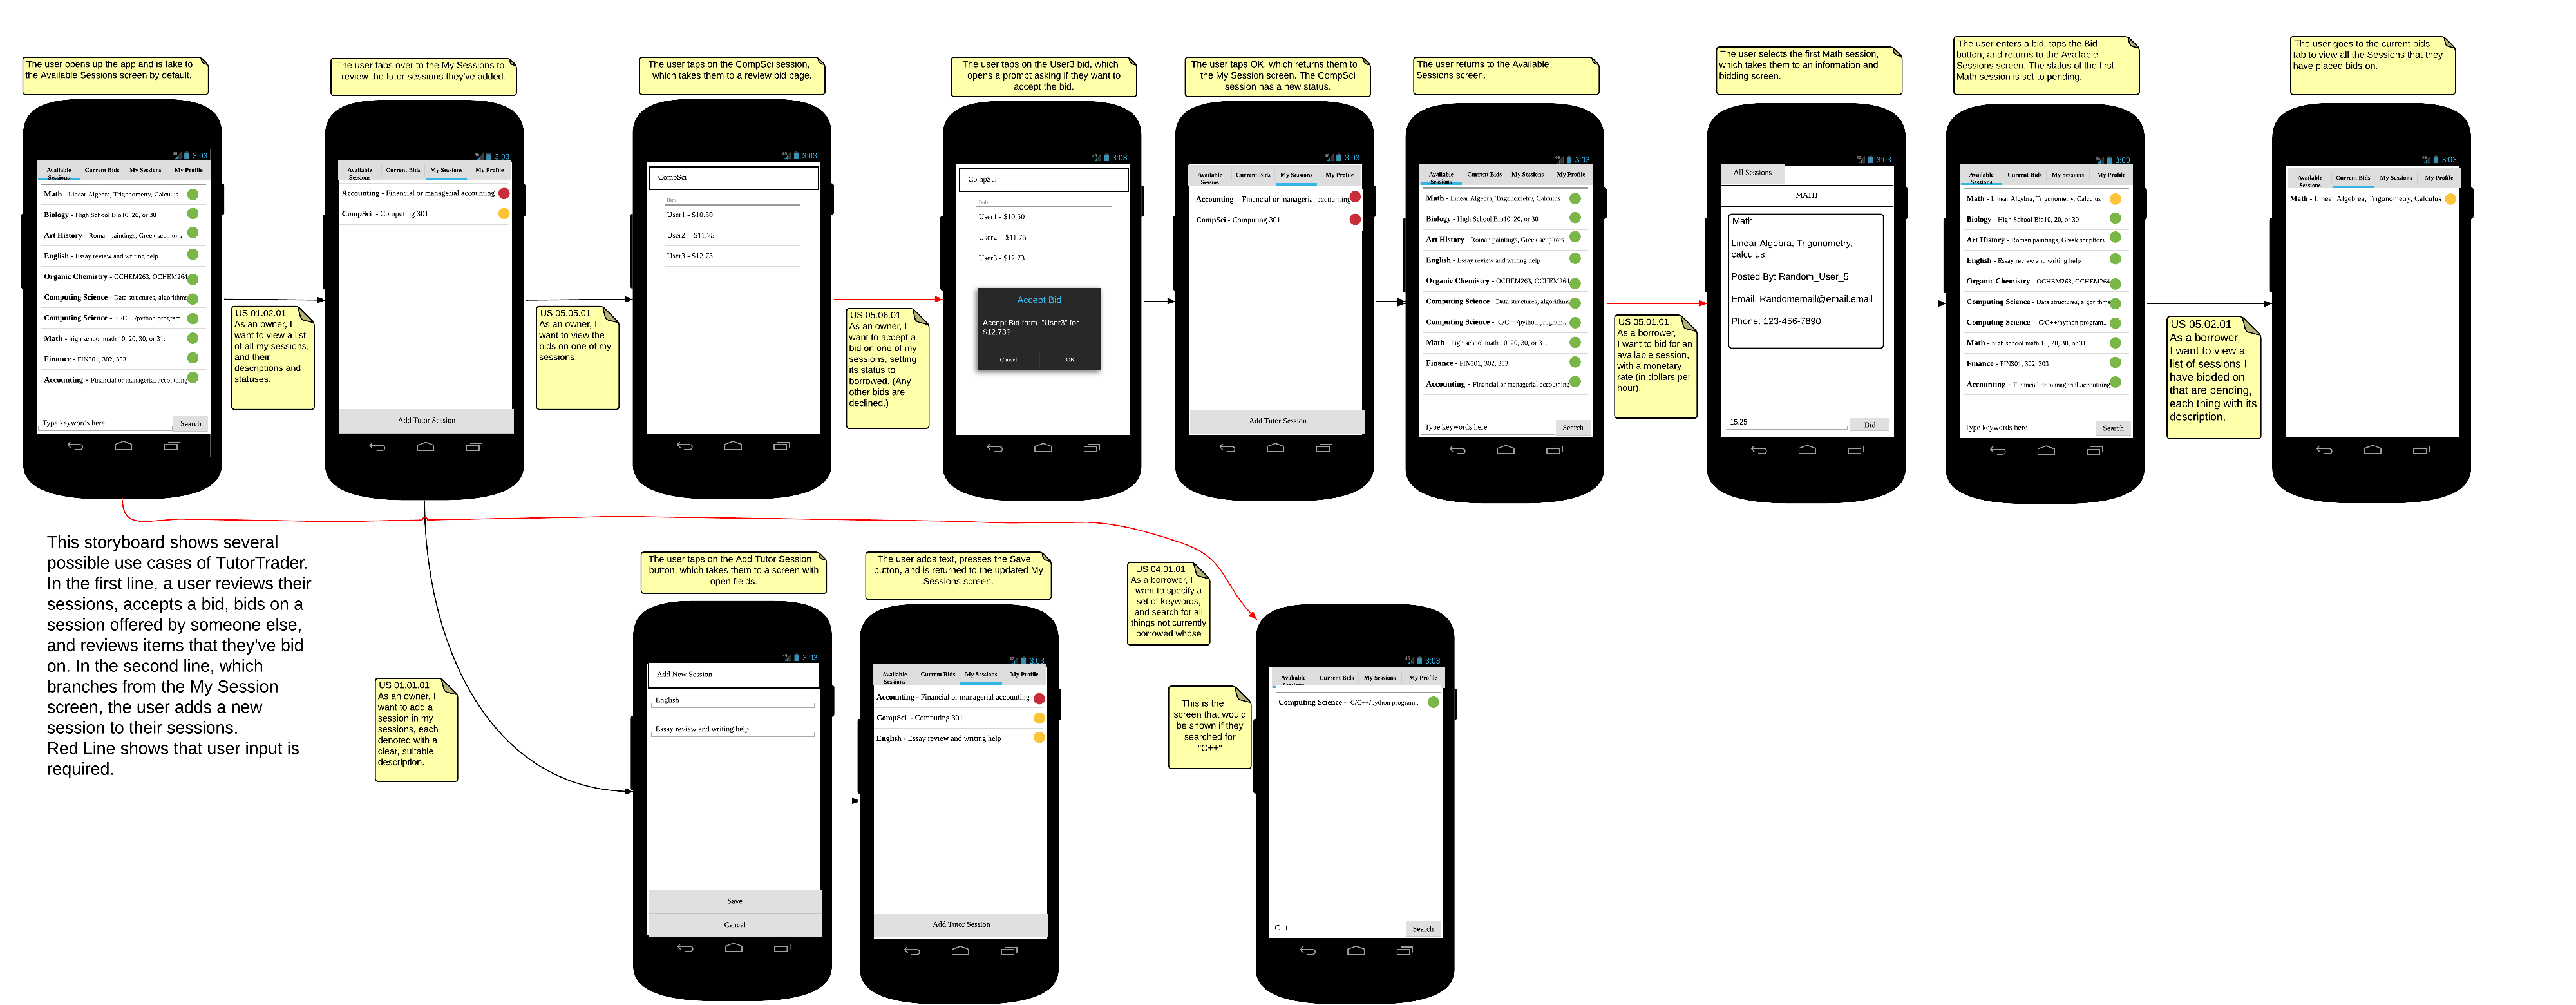 The user opens up the app and is take to
the Available Sessions screen by default.
The user tabs over to the My Sessions to
review the tutor sessions they've added.
The user taps on the CompSci session,
which takes them to a review bid page.
The user taps on the User3 bid, which
opens a prompt asking if they want to
accept the bid.
The user taps OK, which returns them to
the My Session screen. The CompSci
session has a new status.
The user returns to the Available
Sessions screen.
The user selects the first Math session,
which takes them to an information and
bidding screen.
The user enters a bid, taps the Bid
button, and returns to the Available
Sessions screen. The status of the first
Math session is set to pending.
The user goes to the current bids
tab to view all the Sessions that they
have placed bids on.
3:03
Available Sessions
Current Bids
My Sessions
My Profile
Math - Linear Algebra, Trigonometry, Calculus
Biology - High School Bio10, 20, or 30
Art History - Roman paintings, Greek scupltors
English - Essay review and writing help
Organic Chemistry - OCHEM263, OCHEM264
Computing Science - Data structures, algorithms
Computing Science - C/C++/python program..
Math - high school math 10, 20, 30, or 31.
Finance - FIN301, 302, 303
Accounting - Financial or managerial accoutning
Type keywords here
Search
US 01.02.01
As an owner, I
want to view a list
of all my sessions,
and their
descriptions and
statuses.
3:03
Available Sessions
Current Bids
My Sessions
My Profile
Accounting - Financial or managerial accounting
CompSci - Computing 301
Add Tutor Session
US 05.05.01
As an owner, I
want to view the
bids on one of my
sessions.
3:03
CompSci
Bids
User1 - $10.50
User2 - $11.75
User3 - $12.73
US 05.06.01
As an owner, I
want to accept a
bid on one of my
sessions, setting
its status to
borrowed. (Any
other bids are
declined.)
3:03
CompSci
Bids
User1 - $10.50
User2 - $11.75
User3 - $12.73
Accept Bid
Accept Bid from "User3" for
$12.73?
Cancel
OK
3:03
Available Sessins
Current Bids
My Sessions
My Profile
Accounting - Financial or managerial accounting
CompSci - Computing 301
Add Tutor Session
3:03
Available Sessions
Current Bids
My Sessions
My Profile
Math - Linear Algebra, Trigonometry, Calculus
Biology - High School Bio10, 20, or 30
Art History - Roman paintings, Greek scupltors
English - Essay review and writing help
Organic Chemistry - OCHEM263, OCHEM264
Computing Science - Data structures, algorithms
Computing Science - C/C++/python program..
Math - high school math 10, 20, 30, or 31.
Finance - FIN301, 302, 303
Accounting - Financial or managerial accoutning
Type keywords here
Search
US 05.01.01
As a borrower,
I want to bid for an
available session,
with a monetary
rate (in dollars per
hour).
3:03
All Sessions
MATH
Math
Linear Algebra, Trigonometry,
calculus.
Posted By: Random_User_5
Email: Randomemail@email.email
Phone: 123-456-7890
15.25
Bid
3:03
Available Sessions
Current Bids
My Sessions
My Profile
Math - Linear Algebra, Trigonometry, Calculus
Biology - High School Bio10, 20, or 30
Art History - Roman paintings, Greek scupltors
English - Essay review and writing help
Organic Chemistry - OCHEM263, OCHEM264
Computing Science - Data structures, algorithms
Computing Science - C/C++/python program..
Math - high school math 10, 20, 30, or 31.
Finance - FIN301, 302, 303
Accounting - Financial or managerial accoutning
Type keywords here
Search
US 05.02.01
As a borrower,
I want to view a
list of sessions I
have bidded on
that are pending,
each thing with its
description,
3:03
Available Sessions
Current Bids
My Sessions
My Profile
Math - Linear Algebrea, Trigonometry, Calculus
This storyboard shows several
possible use cases of TutorTrader.
In the first line, a user reviews their
sessions, accepts a bid, bids on a
session offered by someone else,
and reviews items that they've bid
on. In the second line, which
branches from the My Session
screen, the user adds a new
session to their sessions.
Red Line shows that user input is
required.
US 01.01.01
As an owner, I
want to add a
session in my
sessions, each
denoted with a
clear, suitable
description.
The user taps on the Add Tutor Session
button, which takes them to a screen with
open fields.
3:03
Add New Session
English
Essay review and writing help
Save
Cancel
The user adds text, presses the Save
button, and is returned to the updated My
Sessions screen.
3:03
Available Sessions
Current Bids
My Sessions
My Profile
Accounting - Financial or managerial accounting
CompSci - Computing 301
English - Essay review and writing help
Add Tutor Session
US 04.01.01
As a borrower, I
want to specify a
set of keywords,
and search for all
things not currently
borrowed whose
This is the
screen that would
be shown if they
searched for
"C++"
3:03
Available Sessions
Current Bids
My Sessions
My Profile
Computing Science - C/C++/python program..
C++
Search